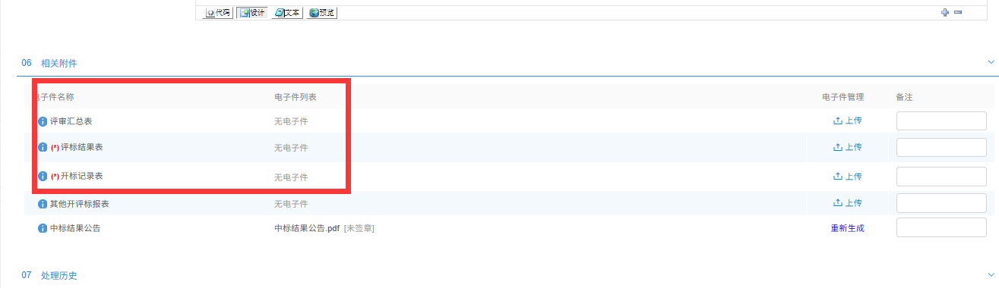 代码 设计 文本 预览
06 相关附件
电子件名称 电子件列表 电子件管理 备注
评审汇总表 无电子件 上传
(*)评标结果表 无电子件 上传
(*)开标记录表 无电子件 上传
其他开评标报表 无电子件 上传
中标结果公告 中标结果公告.pdf [未签章] 重新生成
07 处理历史